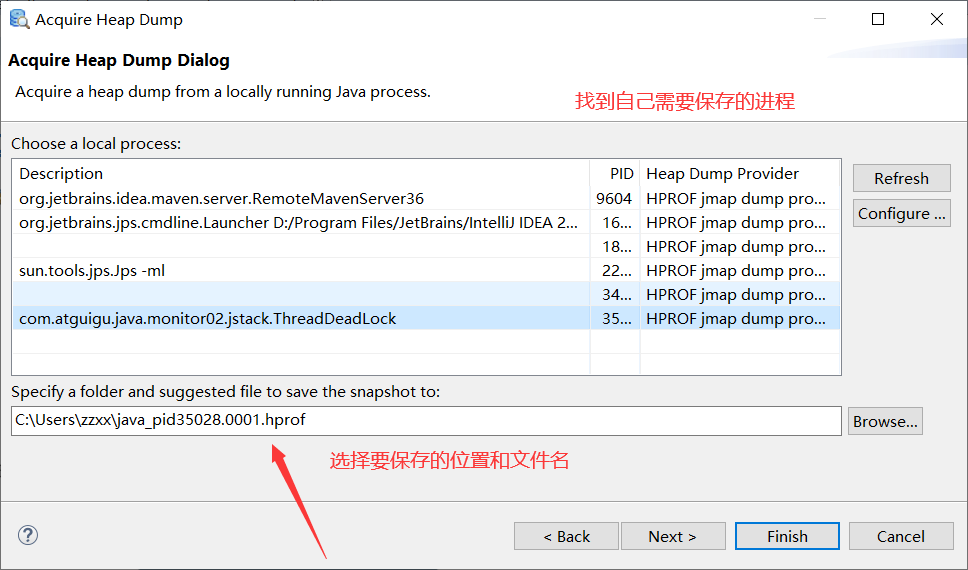 Acquire Heap Dump
Acquire Heap Dump Dialog
Acquire a heap dump from a locally running Java process.
找到自己需要保存的进程
Choose a local process:
Description PID Heap Dump Provider
org.jetbrains.idea.maven.server.RemoteMavenServer36 9604 HPROF jmap dump pro...
org.jetbrains.jps.cmdline.Launcher D:/Program Files/JetBrains/IntelliJ IDEA 2... 16... HPROF jmap dump pro...
18... HPROF jmap dump pro...
sun.tools.jps.Jps -ml 22... HPROF jmap dump pro...
34... HPROF jmap dump pro...
com.atguigu.java.monitor02.jstack.ThreadDeadLock 35... HPROF jmap dump pro...
Refresh
Configure ...
Specify a folder and suggested file to save the snapshot to:
C:\Users\zzxx\java_pid35028.0001.hprof
Browse...
选择要保存的位置和文件名
?
< Back Next > Finish Cancel